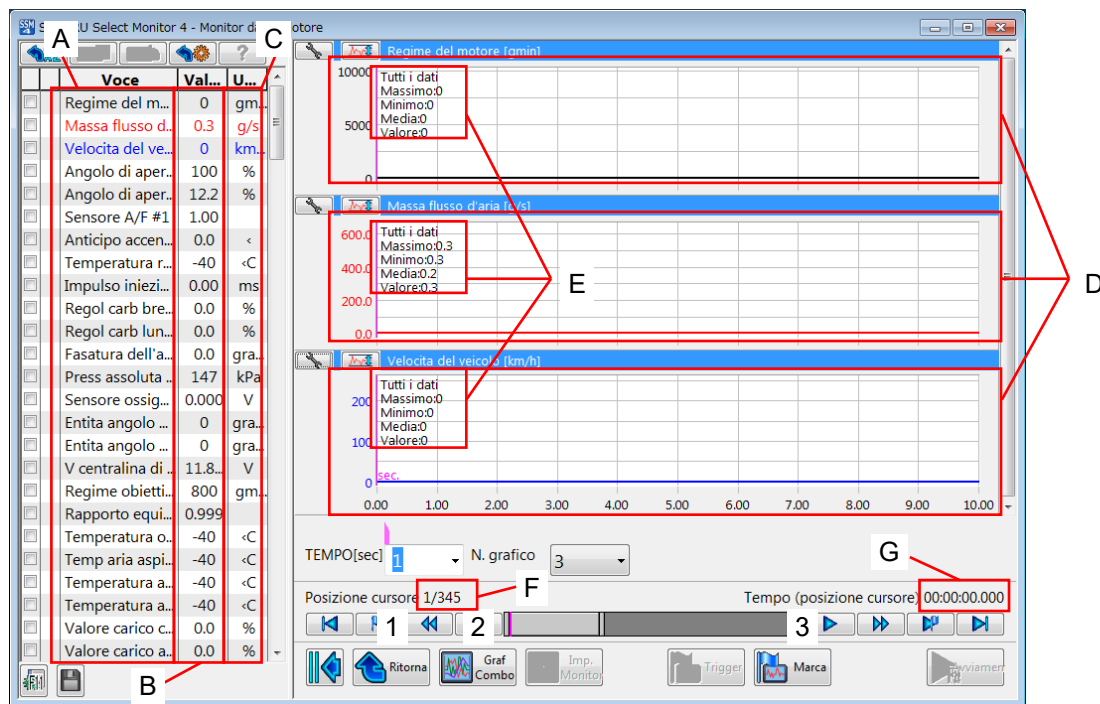 RU Select Monitor 4 - Monitor da
otore
A
C
Voce Val... U...
Regime del m... 0 gm..
Massa flusso d.. 0.3 g/s
Velocita del ve... 0 km..
Angolo di aper.. 100 %
Angolo di aper.. 12.2 %
Sensore A/F #1 1.00
Anticipo accen... 0.0 ‹
Temperatura r... -40 ‹C
Impulso iniezi... 0.00 ms
Regol carb bre... 0.0 %
Regol carb lun... 0.0 %
Fasatura dell'a... 0.0 gra...
Press assoluta .. 147 kPa
Sensore ossig... 0.000 V
Entita angolo ... 0 gra...
Entita angolo ... 0 gra...
V centralina di .. 11.8... V
Regime obietti... 800 gm..
Rapporto equi... 0.999
Temperatura o.. -40 ‹C
Temp aria aspi... -40 ‹C
Temperatura a... -40 ‹C
Temperatura a... -40 ‹C
Valore carico c... 0.0 %
Valore carico a.. 0.0 %
B
Regime del motore [gmin]
10000
5000
0
Tutti i dati
Massimo:0
Minimo:0
Media:0
Valore:0
Massa flusso d'aria [g/s]
600.0
400.0
200.0
0.0
Tutti i dati
Massimo:0.3
Minimo:0.3
Media:0.2
Valore:0.3
E
D
Velocita del veicolo [km/h]
200
100
0
Tutti i dati
Massimo:0
Minimo:0
Media:0
Valore:0
sec.
0.00 1.00 2.00 3.00 4.00 5.00 6.00 7.00 8.00 9.00 10.00
TEMPO[sec] 1 N. grafico 3
G
F
Posizione cursore 1/345 Tempo (posizione cursore) 00:00:00.000
1 2 3
Ritorna
Graf
Combo
Imp.
Monitor
Trigger
Marca